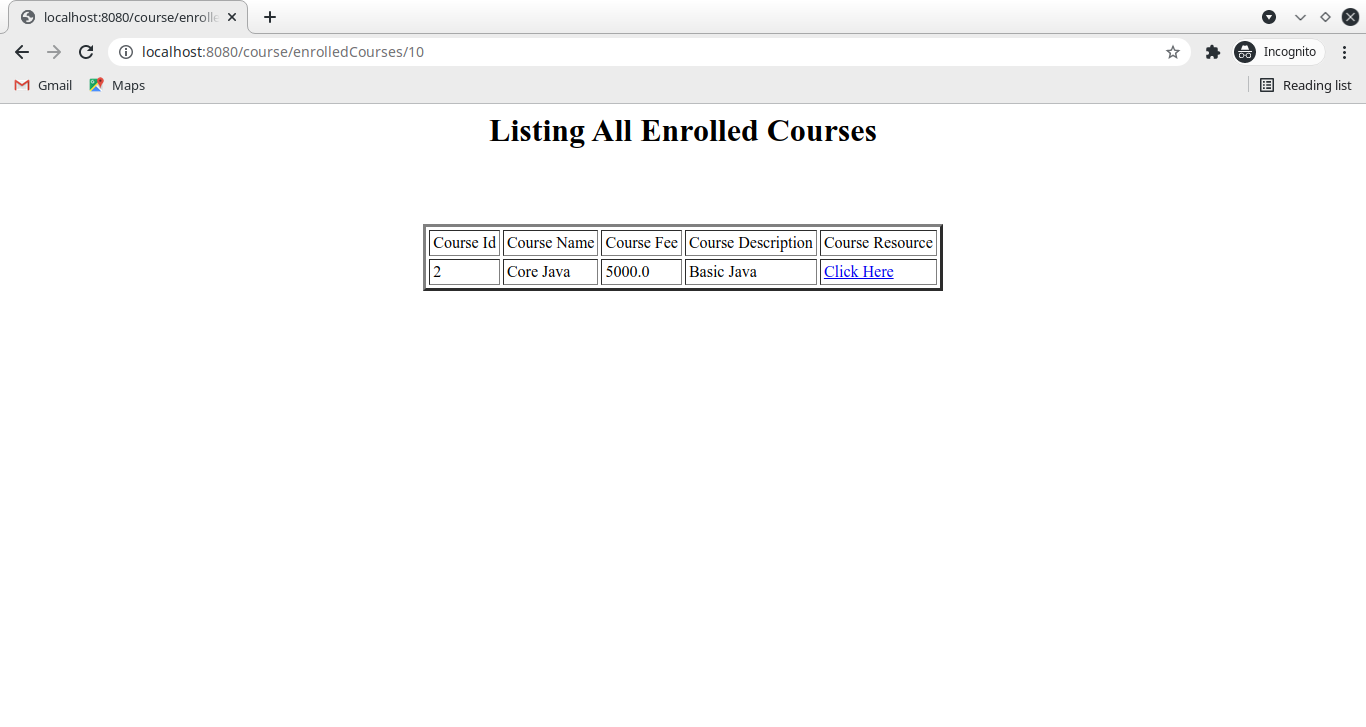 localhost:8080/course/enrolle
localhost:8080/course/enrolledCourses/10
Incognito
Gmail Maps Reading list
Listing All Enrolled Courses
Course Id Course Name Course Fee Course Description Course Resource
2 Core Java 5000.0 Basic Java Click Here